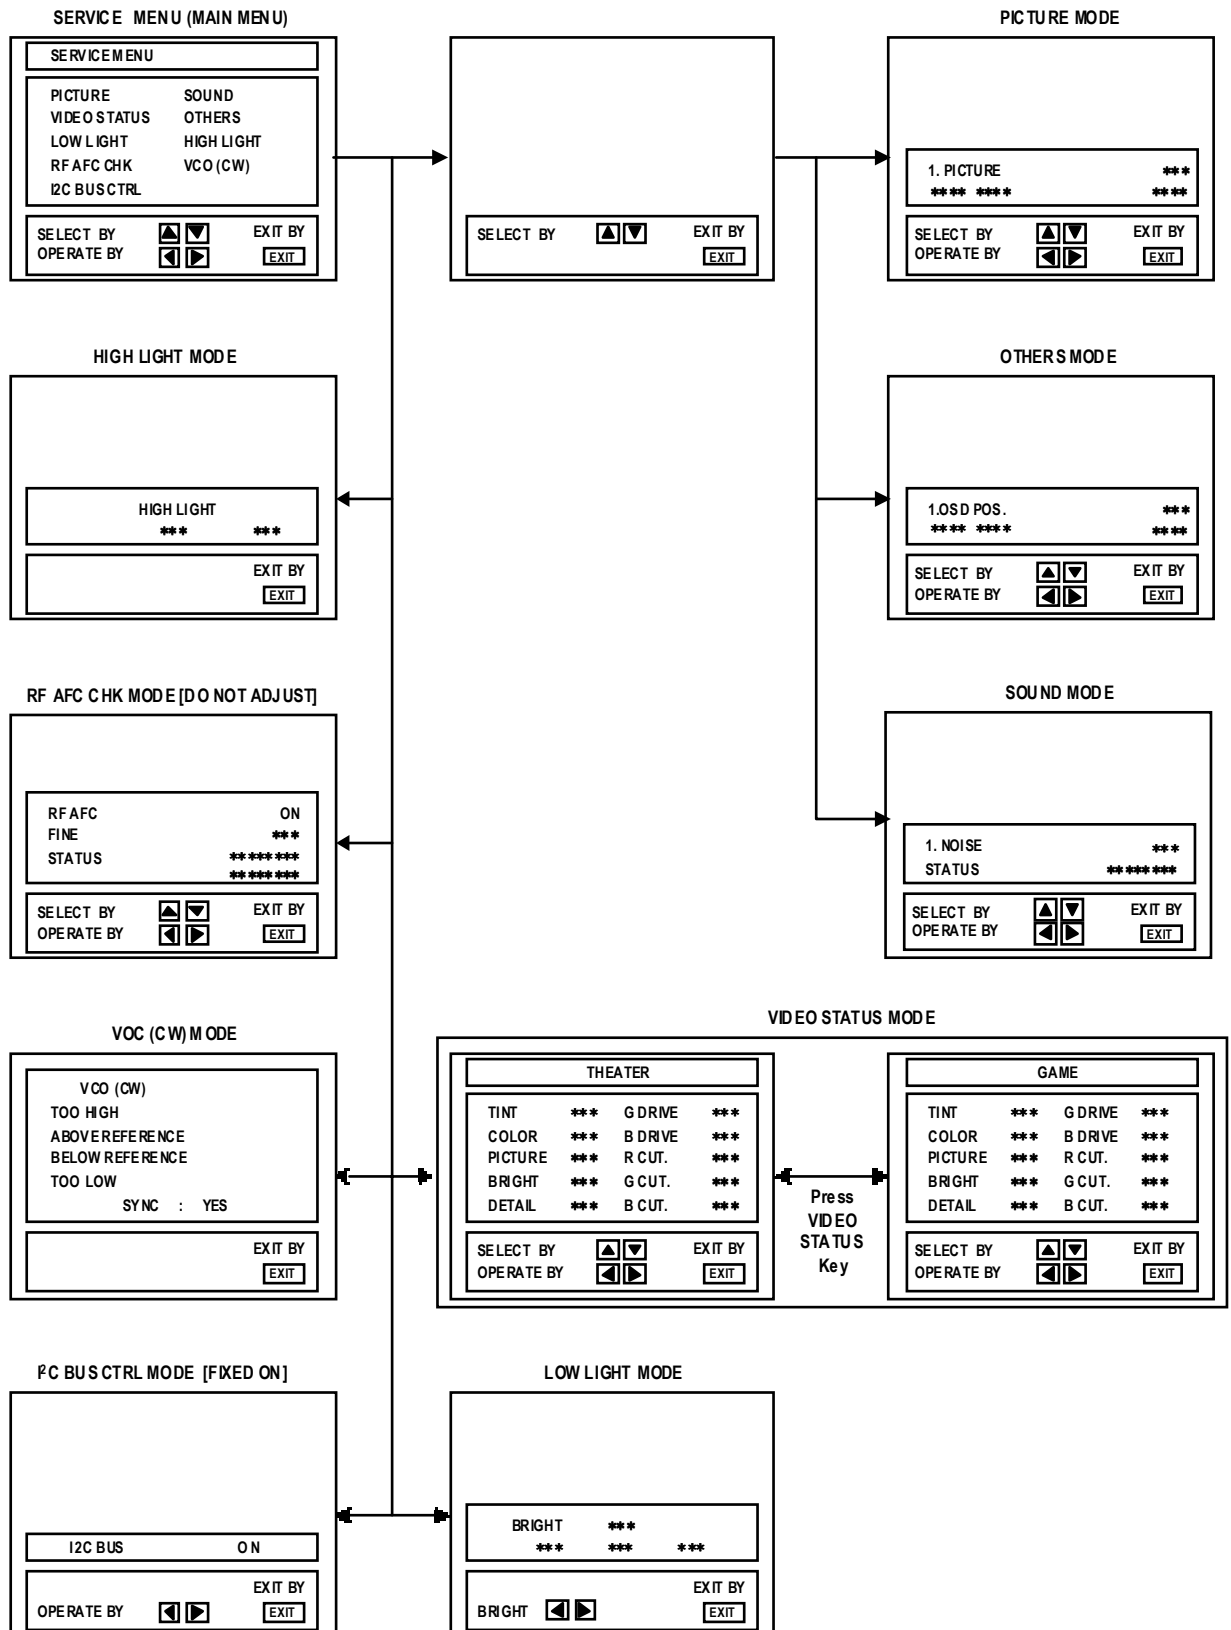 SERVICE MENU (MAIN MENU)
SERVICE MENU
PICTURE SOUND
VIDEO STATUS OTHERS
LOW LIGHT HIGH LIGHT
RF AFC CHK VCO (CW)
I2C BUS CTRL
SELECT BY ▲ ▼ EXIT BY
OPERATE BY ◀ ▶ EXIT
SELECT BY ▲ ▼ EXIT BY
EXIT
PICTURE MODE
1. PICTURE ***
**** **** ****
SELECT BY ▲ ▼ EXIT BY
OPERATE BY ◀ ▶ EXIT
HIGH LIGHT MODE
HIGH LIGHT
*** ***
EXIT BY
EXIT
OTHERS MODE
1.OSD POS. ***
**** **** ****
SELECT BY ▲ ▼ EXIT BY
OPERATE BY ◀ ▶ EXIT
RF AFC CHK MODE [DO NOT ADJUST]
RF AFC ON
FINE ***
STATUS ********
********
SELECT BY ▲ ▼ EXIT BY
OPERATE BY ◀ ▶ EXIT
SOUND MODE
1. NOISE ***
STATUS ********
SELECT BY ▲ ▼ EXIT BY
OPERATE BY ◀ ▶ EXIT
VOC (CW) MODE
VCO (CW)
TOO HIGH
ABOVE REFERENCE
BELOW REFERENCE
TOO LOW
SYNC : YES
EXIT BY
EXIT
VIDEO STATUS MODE
THEATER
TINT *** G DRIVE ***
COLOR *** B DRIVE ***
PICTURE *** R CUT. ***
BRIGHT *** G CUT. ***
DETAIL *** B CUT. ***
SELECT BY ▲ ▼ EXIT BY
OPERATE BY ◀ ▶ EXIT
Press
VIDEO
STATUS
Key
GAME
TINT *** G DRIVE ***
COLOR *** B DRIVE ***
PICTURE *** R CUT. ***
BRIGHT *** G CUT. ***
DETAIL *** B CUT. ***
SELECT BY ▲ ▼ EXIT BY
OPERATE BY ◀ ▶ EXIT
I²C BUS CTRL MODE [FIXED ON]
I2C BUS ON
EXIT BY
OPERATE BY ◀ ▶ EXIT
LOW LIGHT MODE
BRIGHT ***
*** *** ***
EXIT BY
BRIGHT ◀ ▶ EXIT